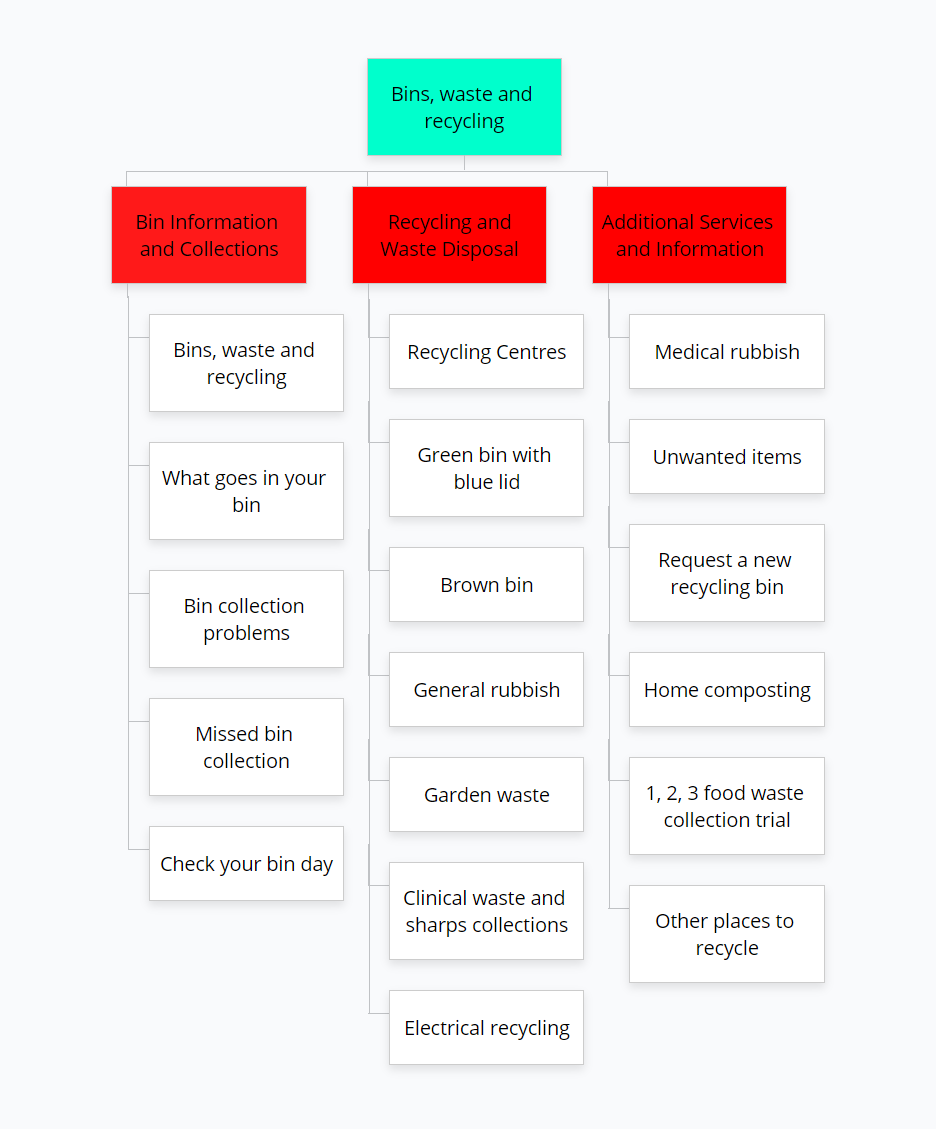 Bins, waste and
recycling
Bin Information
and Collections
Recycling and
Waste Disposal
Additional Services
and Information
Bins, waste and
recycling
What goes in your
bin
Bin collection
problems
Missed bin
collection
Check your bin day
Recycling Centres
Green bin with
blue lid
Brown bin
General rubbish
Garden waste
Clinical waste and
sharps collections
Electrical recycling
Medical rubbish
Unwanted items
Request a new
recycling bin
Home composting
1, 2, 3 food waste
collection trial
Other places to
recycle